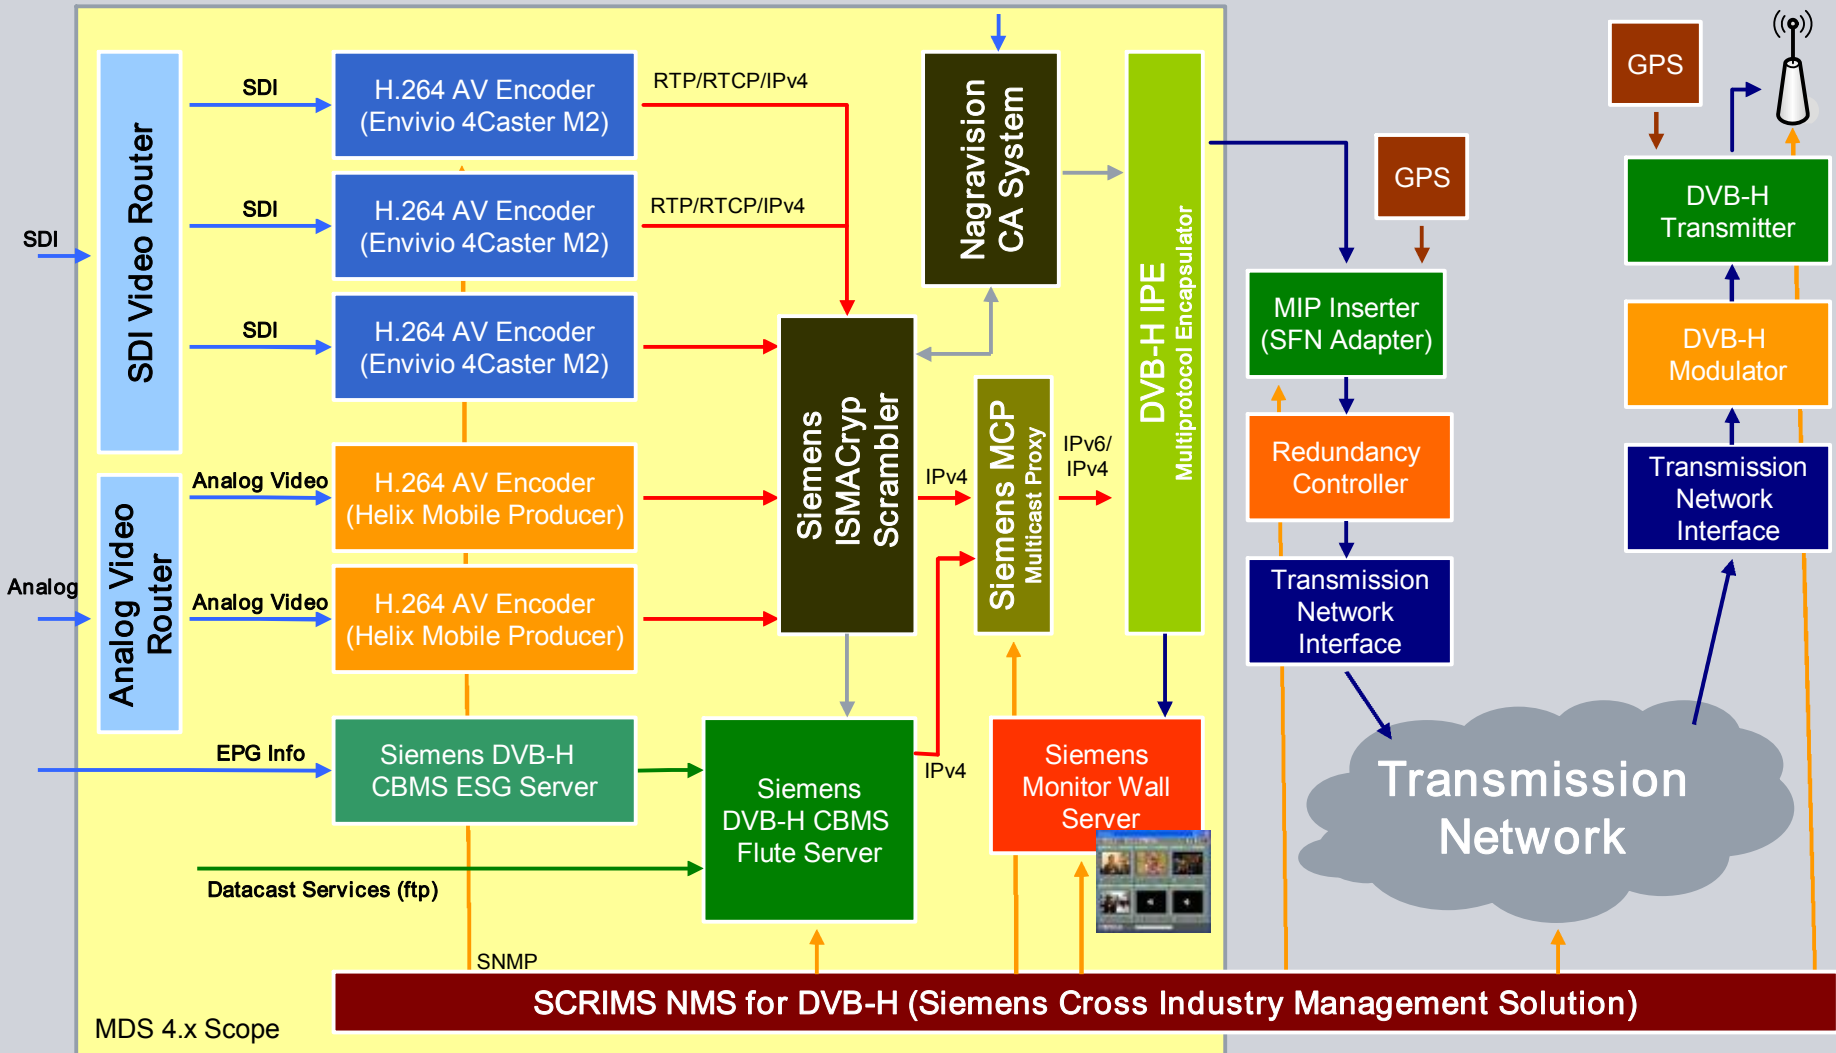 SDI
Analog
SDI Video Router
Analog Video
Router
SDI
SDI
SDI
Analog Video
Analog Video
EPG Info
Datacast Services (ftp)
H.264 AV Encoder
(Envivio 4Caster M2)
H.264 AV Encoder
(Envivio 4Caster M2)
H.264 AV Encoder
(Envivio 4Caster M2)
H.264 AV Encoder
(Helix Mobile Producer)
H.264 AV Encoder
(Helix Mobile Producer)
Siemens DVB-H
CBMS ESG Server
RTP/RTCP/IPv4
RTP/RTCP/IPv4
Siemens
ISMACryp
Scrambler
Siemens
DVB-H CBMS
Flute Server
IPv4
IPv4
Nagravision
CA System
Siemens MCP
Multicast Proxy
IPv6/
IPv4
DVB-H IPE
Multiprotocol Encapsulator
Siemens
Monitor Wall
Server
GPS
MIP Inserter
(SFN Adapter)
Redundancy
Controller
Transmission
Network
Interface
GPS
DVB-H
Transmitter
DVB-H
Modulator
Transmission
Network
Interface
Transmission
Network
SNMP
SCRIMS NMS for DVB-H (Siemens Cross Industry Management Solution)
MDS 4.x Scope